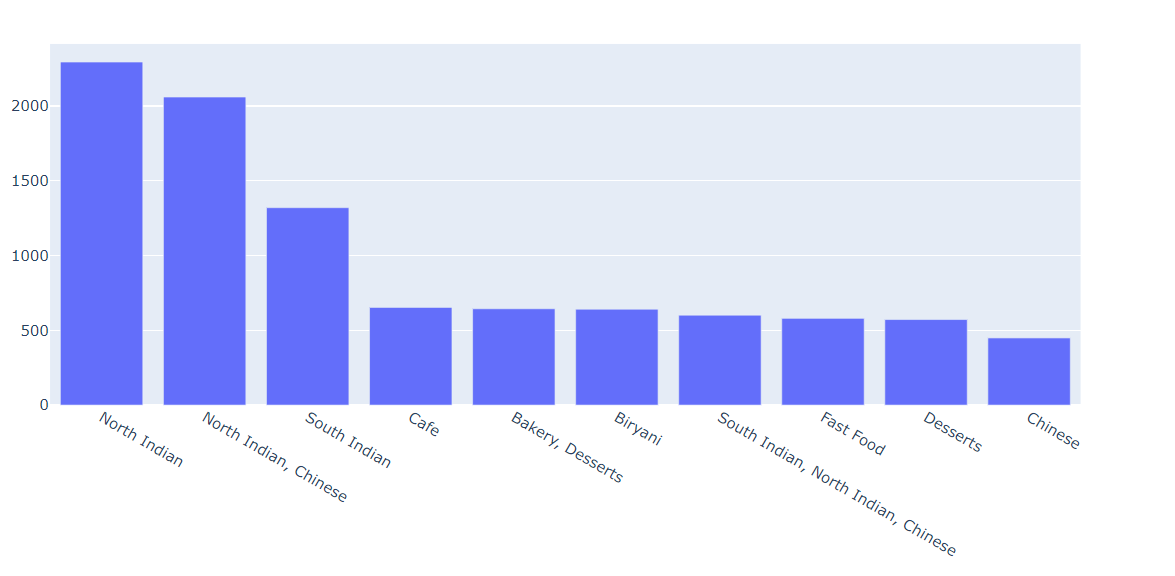 2000
1500
1000
500
0
North Indian
North Indian, Chinese
South Indian
Cafe
Bakery, Desserts
Biryani
South Indian, North Indian, Chinese
Fast Food
Desserts
Chinese